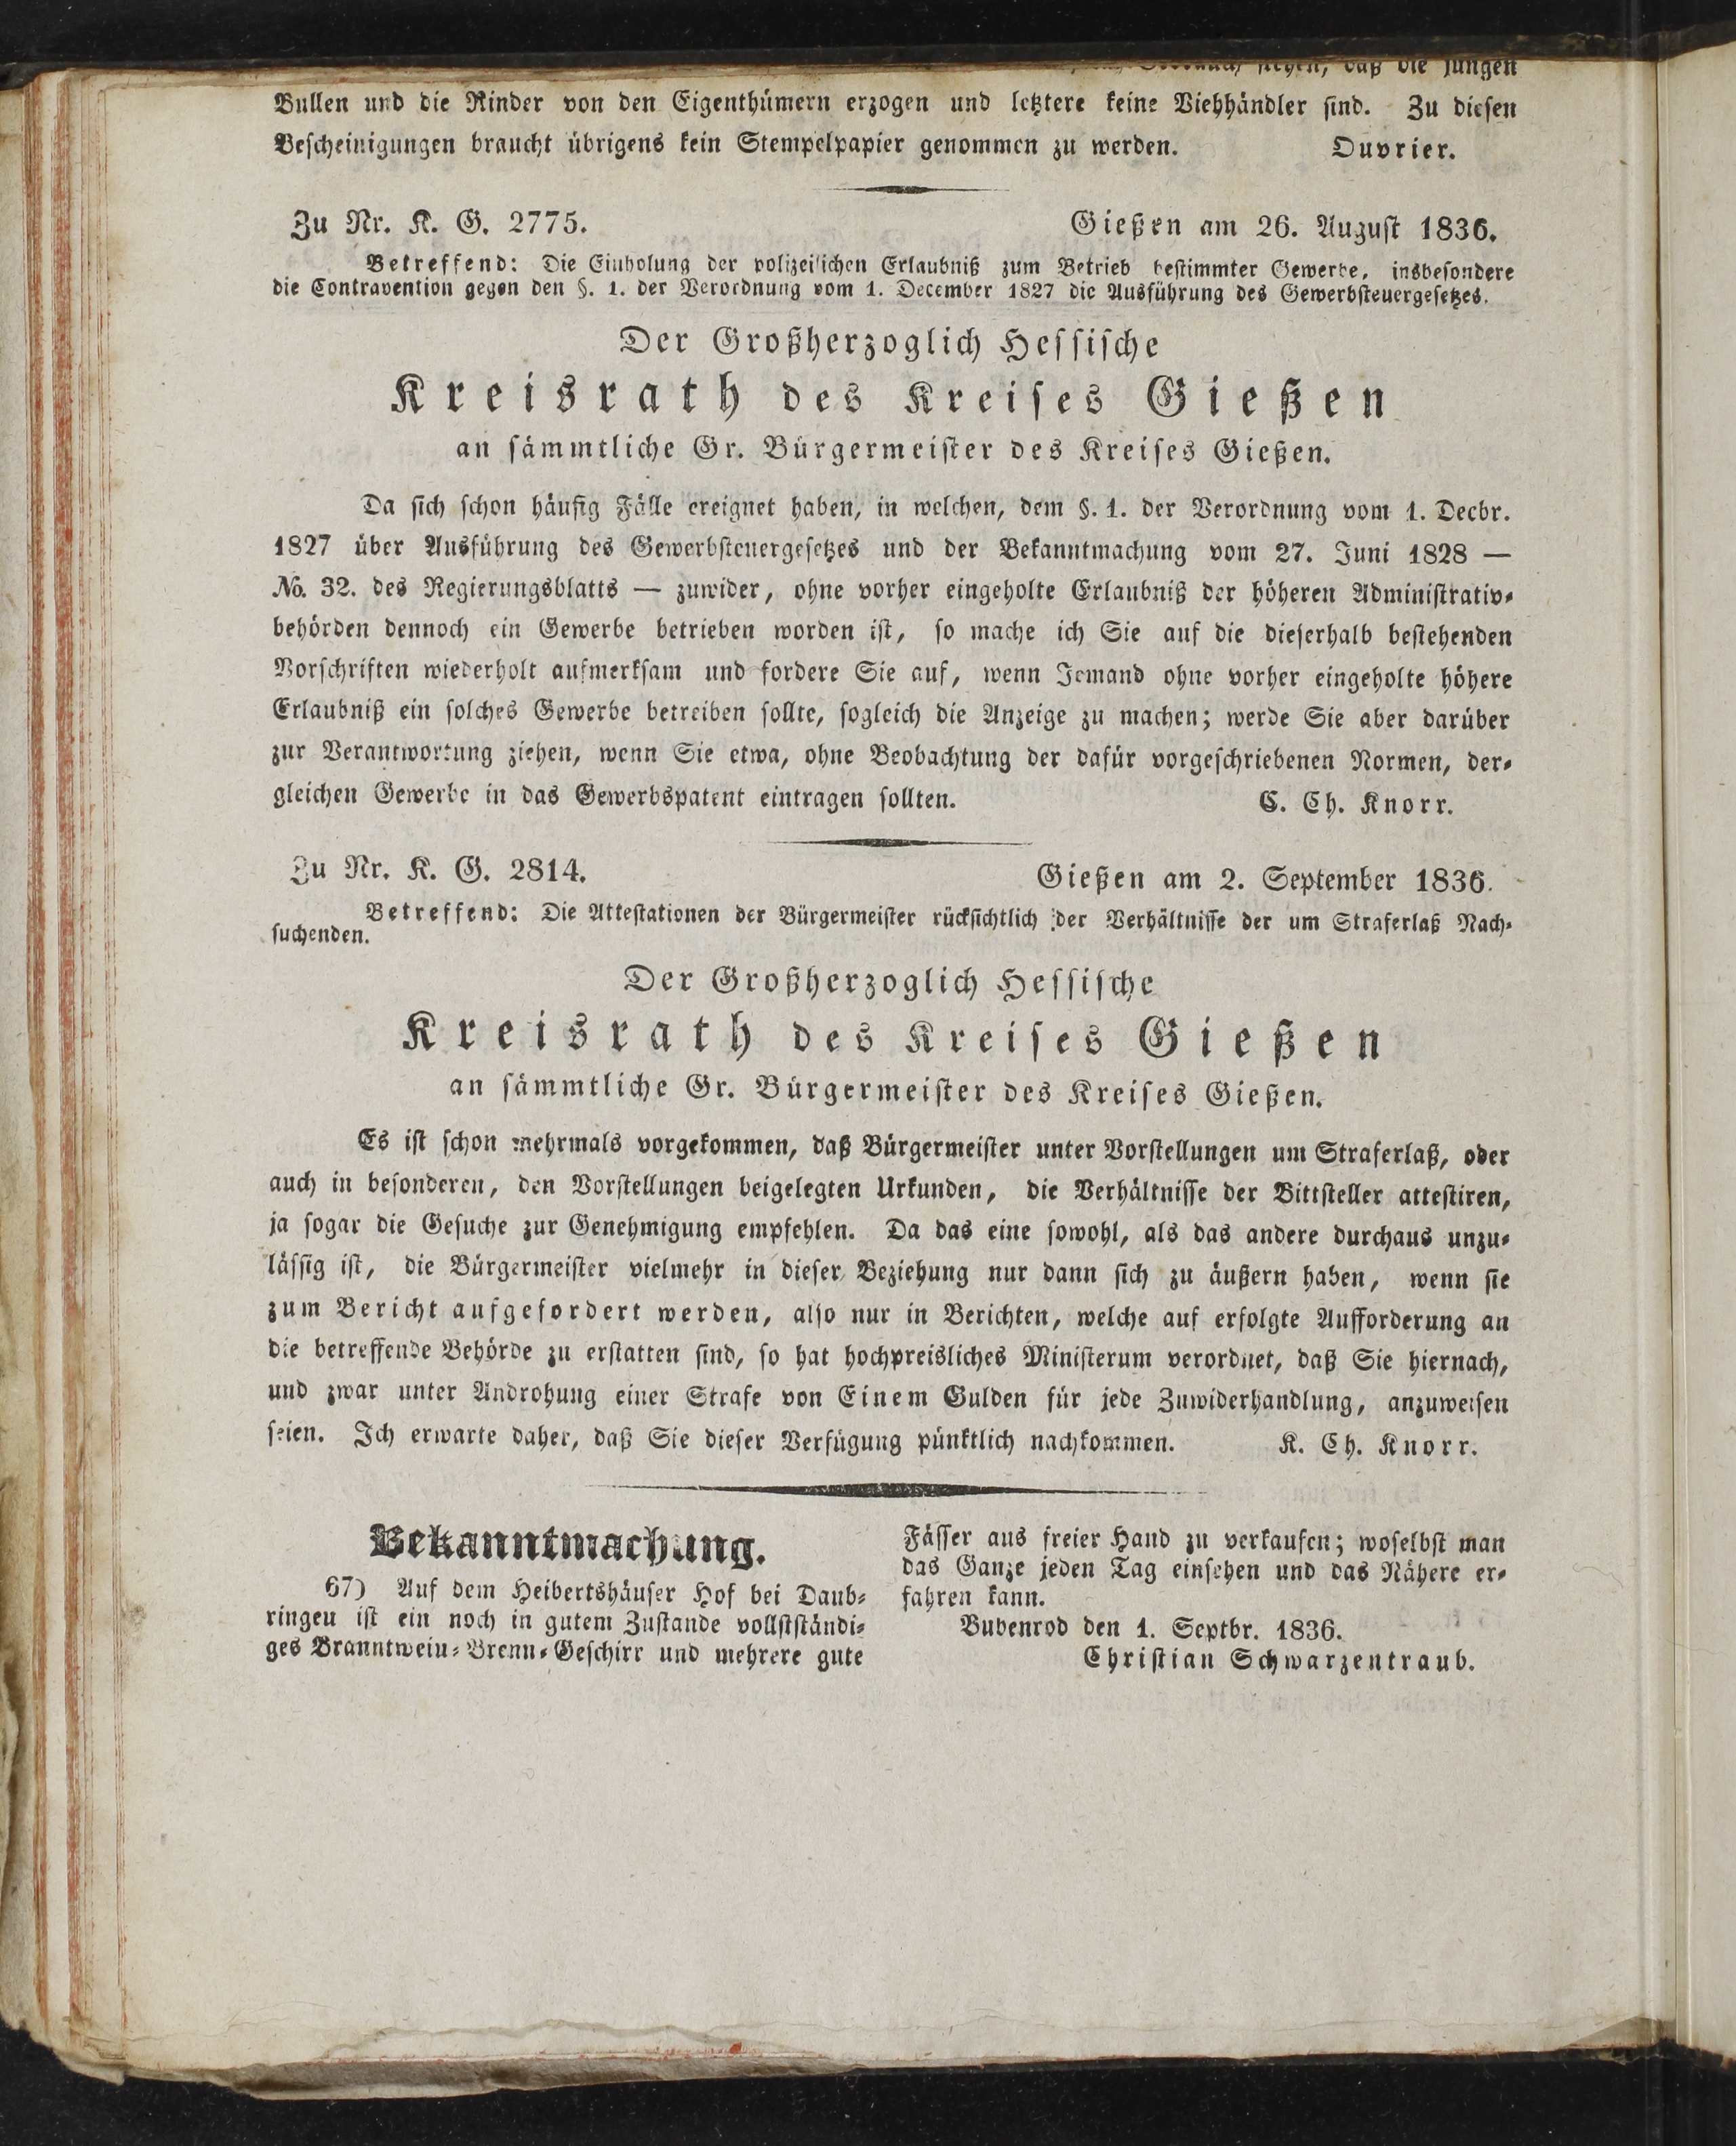 daß die jungen
Bullen und die Rinder von den Eigenthümern erzogen und letztere keine Viehhändler sind. Zu diesen
Bescheinigungen braucht übrigens kein Stempelpapier genommen zu werden. Ouvrier.
Zu Nr. K. G. 2775. Gießen am 26. August 1836.
Betreffend: Die Einholung der polizeilichen Erlaubniß zum Betrieb bestimmter Gewerbe, insbesondere
die Contravention gegen den §. 1. der Verordnung vom 1. December 1827 die Ausführung des Gewerbsteuergesetzes.
Der Großherzoglich Hessische
Kreisrath des Kreises Gießen
an sämmtliche Gr. Bürgermeister des Kreises Gießen.
Da sich schon häufig Fälle ereignet haben, in welchen, dem §. 1. der Verordnung vom 1. Decbr.
1827 über Ausführung des Gewerbsteuergesetzes und der Bekanntmachung vom 27. Juni 1828 —
No. 32. des Regierungsblatts — zuwider, ohne vorher eingeholte Erlaubniß der höheren Administrativ-
behörden dennoch ein Gewerbe betrieben worden ist, so mache ich Sie auf die dieserhalb bestehenden
Vorschriften wiederholt aufmerksam und fordere Sie auf, wenn Jemand ohne vorher eingeholte höhere
Erlaubniß ein solches Gewerbe betreiben sollte, sogleich die Anzeige zu machen; werde Sie aber darüber
zur Verantwortung ziehen, wenn Sie etwa, ohne Beobachtung der dafür vorgeschriebenen Normen, der-
gleichen Gewerbe in das Gewerbspatent eintragen sollten. C. Ch. Knorr.
Zu Nr. K. G. 2814. Gießen am 2. September 1836.
Betreffend: Die Attestationen der Bürgermeister rücksichtlich der Verhältnisse der um Straferlaß Nach-
suchenden.
Der Großherzoglich Hessische
Kreisrath des Kreises Gießen
an sämmtliche Gr. Bürgermeister des Kreises Gießen.
Es ist schon mehrmals vorgekommen, daß Bürgermeister unter Vorstellungen um Straferlaß, oder
auch in besonderen, den Vorstellungen beigelegten Urkunden, die Verhältnisse der Bittsteller attestiren,
ja sogar die Gesuche zur Genehmigung empfehlen. Da das eine sowohl, als das andere durchaus unzu-
lässig ist, die Bürgermeister vielmehr in dieser Beziehung nur dann sich zu äußern haben, wenn sie
zum Bericht aufgefordert werden, also nur in Berichten, welche auf erfolgte Aufforderung an
die betreffende Behörde zu erstatten sind, so hat hochpreisliches Ministerum verordnet, daß Sie hiernach,
und zwar unter Androhung einer Strafe von Einem Gulden für jede Zuwiderhandlung, anzuweisen
seien. Ich erwarte daher, daß Sie dieser Verfügung pünktlich nachkommen. K. Ch. Knorr.
Bekanntmachung.
67) Auf dem Heibertshäuser Hof bei Daub-
ringen ist ein noch in gutem Zustande vollstständi-
ges Branntwein-Brenn-Geschirr und mehrere gute
Fässer aus freier Hand zu verkaufen; woselbst man
das Ganze jeden Tag einsehen und das Nähere er-
fahren kann.
Bubenrod den 1. Septbr. 1836.
Christian Schwarzentraub.